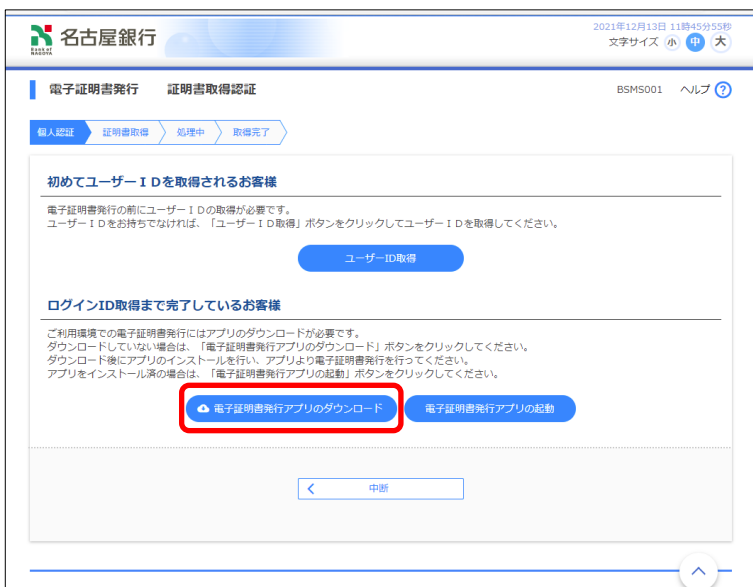 名古屋銀行
Bank of
NAGOYA
2021年12月13日 11時45分55秒
文字サイズ 小 中 大
電子証明書発行 証明書取得認証
BSMS001 ヘルプ ?
個人認証 証明書取得 処理中 取得完了
初めてユーザーＩＤを取得されるお客様
電子証明書発行の前にユーザーＩＤの取得が必要です。
ユーザーＩＤをお持ちでなければ、「ユーザーＩＤ取得」ボタンをクリックしてユーザーＩＤを取得してください。
ユーザーID取得
ログインID取得まで完了しているお客様
ご利用環境での電子証明書発行にはアプリのダウンロードが必要です。
ダウンロードしていない場合は、「電子証明書発行アプリのダウンロード」ボタンをクリックしてください。
ダウンロード後にアプリのインストールを行い、アプリより電子証明書発行を行ってください。
アプリをインストール済の場合は、「電子証明書発行アプリの起動」ボタンをクリックしてください。
電子証明書発行アプリのダウンロード 電子証明書発行アプリの起動
中断